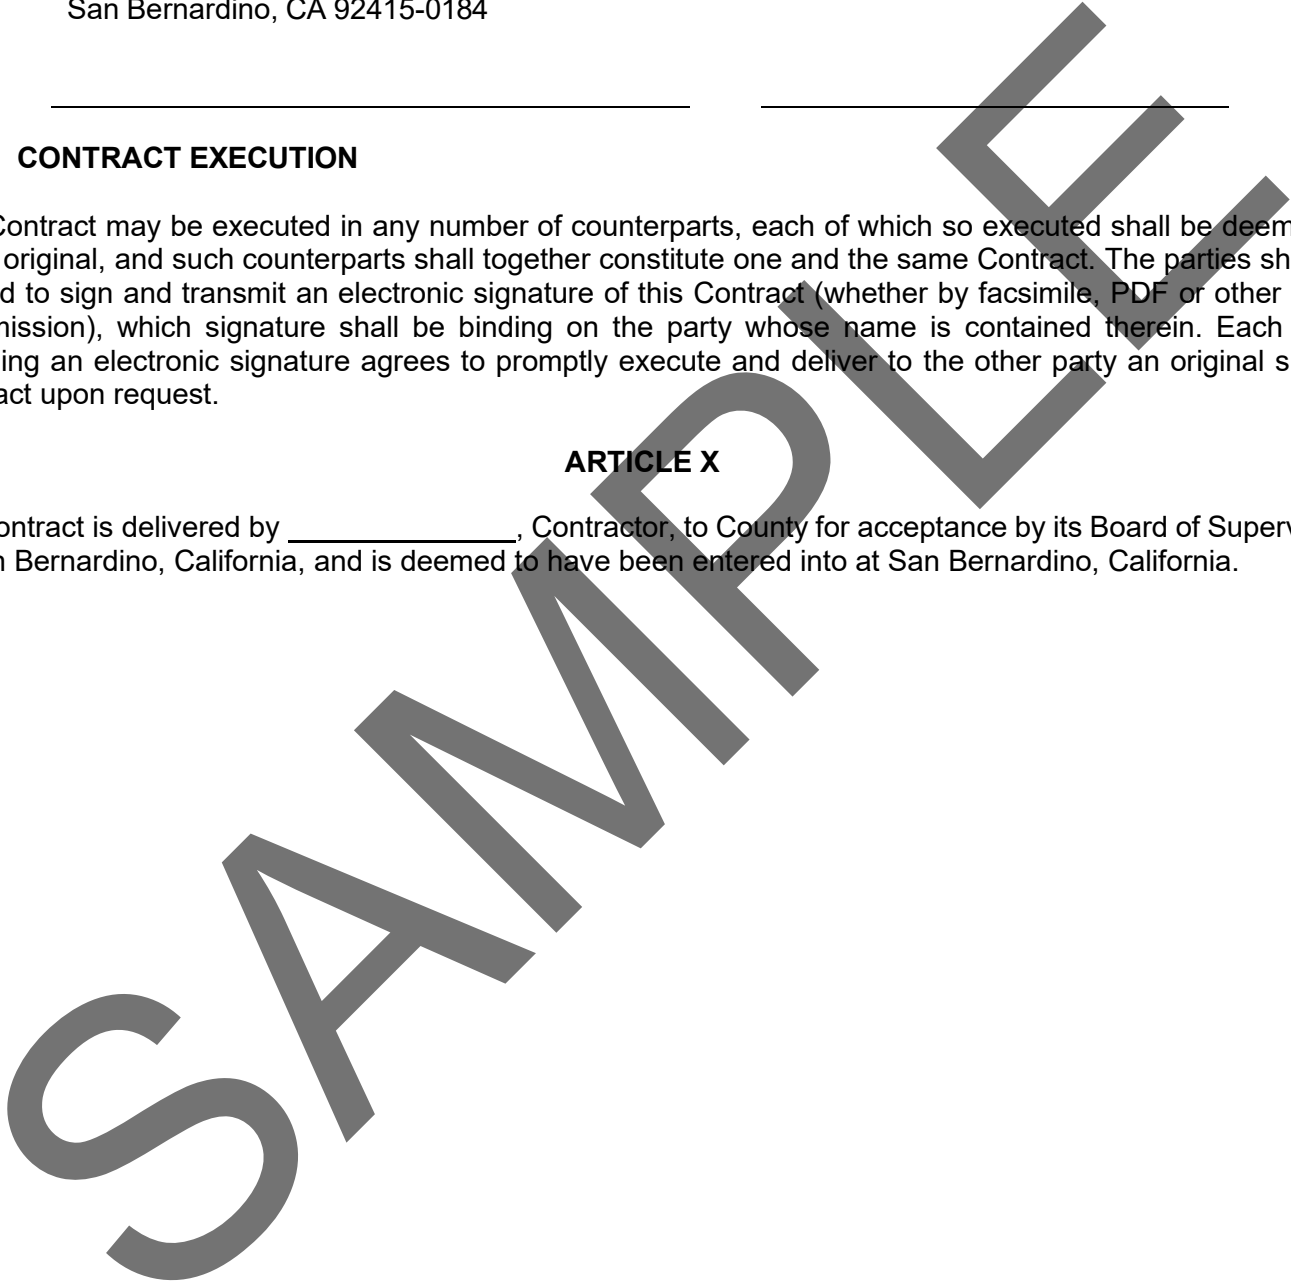 San Bernardino, CA 92415-0184
CONTRACT EXECUTION
Contract may be executed in any number of counterparts, each of which so executed shall be deem
original, and such counterparts shall together constitute one and the same Contract. The parties sh
d to sign and transmit an electronic signature of this Contract (whether by facsimile, PDF or other
mission), which signature shall be binding on the party whose name is contained therein. Each
ing an electronic signature agrees to promptly execute and deliver to the other party an original s
act upon request.
ARTICLE X
ontract is delivered by ______________, Contractor, to County for acceptance by its Board of Superv
n Bernardino, California, and is deemed to have been entered into at San Bernardino, California.
SAMPLE